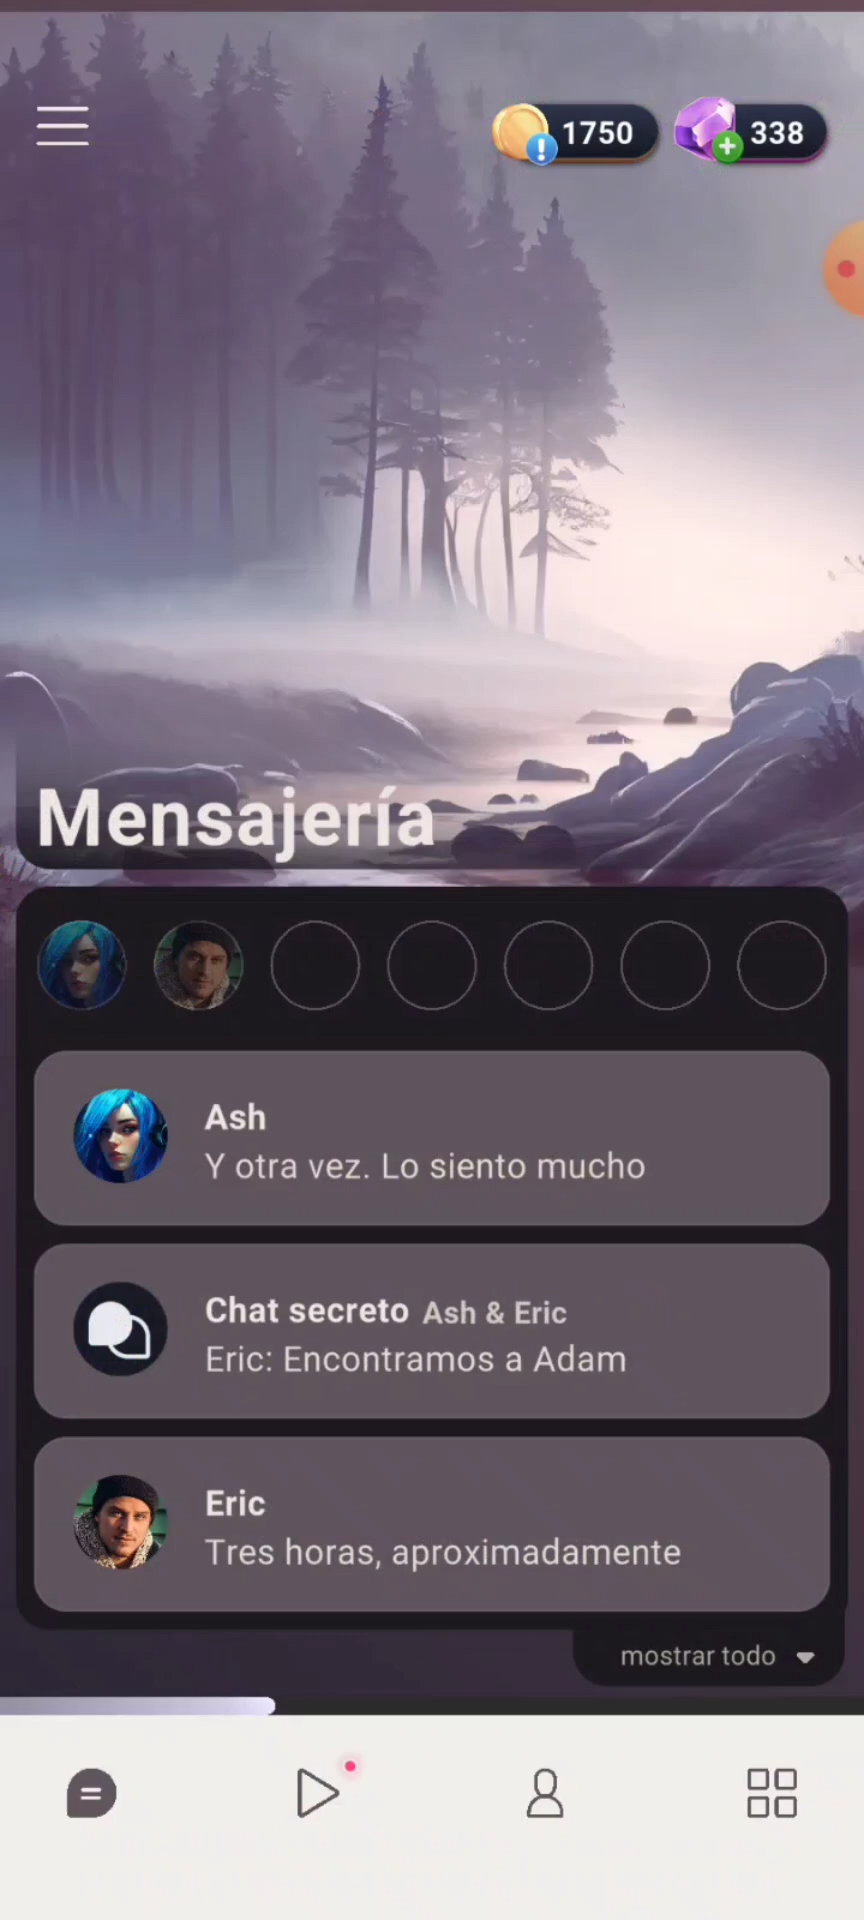 1750
338
Mensajería
Ash
Y otra vez. Lo siento mucho
Chat secreto Ash & Eric
Eric: Encontramos a Adam
Eric
Tres horas, aproximadamente
mostrar todo